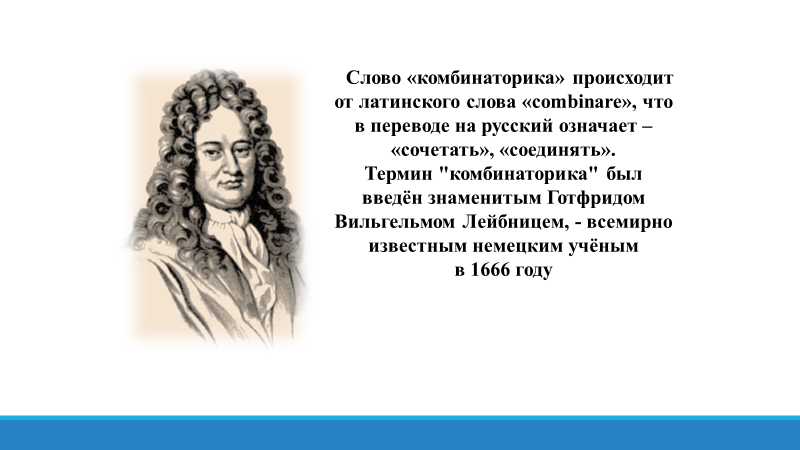 Слово «комбинаторика» происходит
от латинского слова «combinare», что
в переводе на русский означает –
«сочетать», «соединять».
Термин "комбинаторика" был
введён знаменитым Готфридом
Вильгельмом Лейбницем, - всемирно
известным немецким учёным
в 1666 году